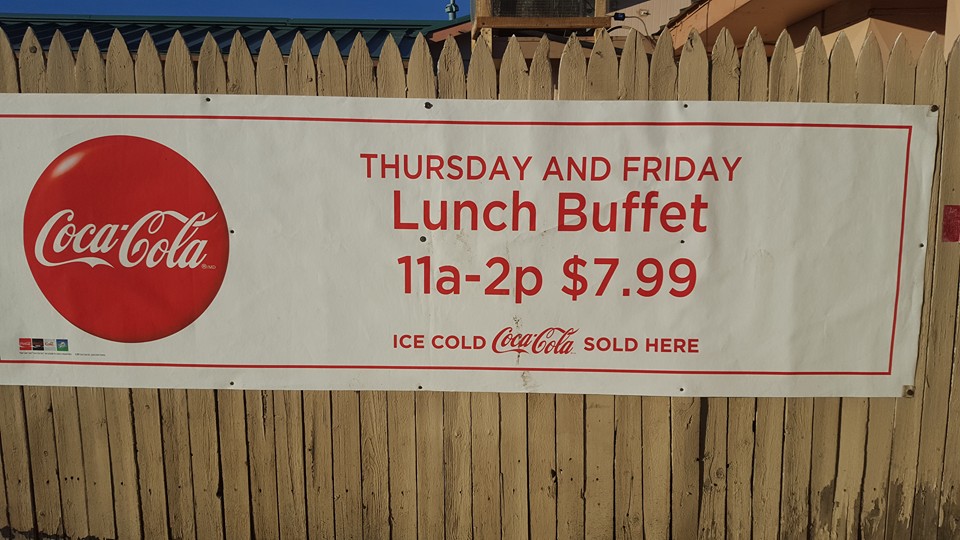 Coca-Cola
THURSDAY AND FRIDAY
Lunch Buffet
11a-2p $7.99
ICE COLD Coca-Cola SOLD HERE